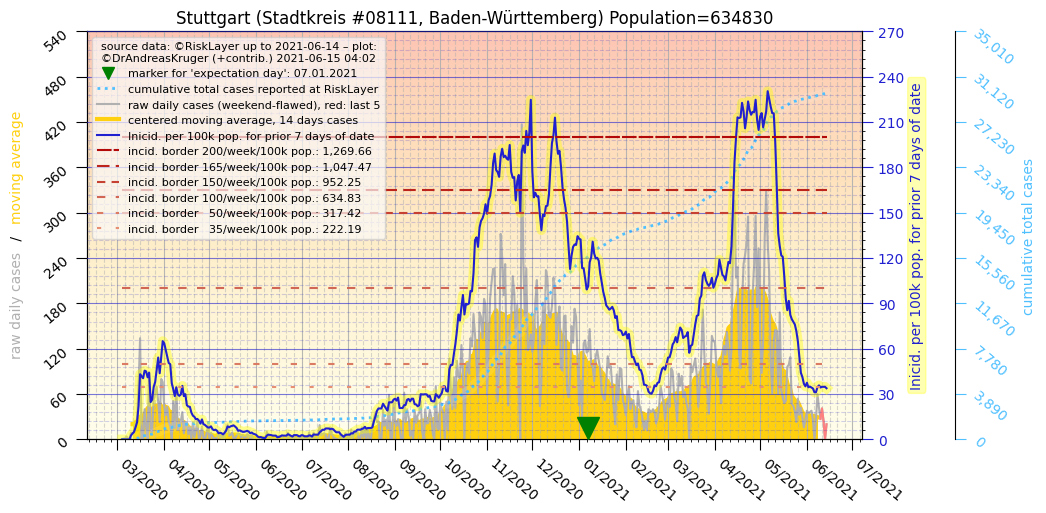 Stuttgart (Stadtkreis #08111, Baden-Württemberg) Population=634830
source data: ©RiskLayer up to 2021-06-14 – plot:
©DrAndreasKruger (+contrib.) 2021-06-15 04:02
marker for 'expectation day': 07.01.2021
cumulative total cases reported at RiskLayer
raw daily cases (weekend-flawed), red: last 5
centered moving average, 14 days cases
Inicid. per 100k pop. for prior 7 days of date
incid. border 200/week/100k pop.: 1,269.66
incid. border 165/week/100k pop.: 1,047.47
incid. border 150/week/100k pop.: 952.25
incid. border 100/week/100k pop.: 634.83
incid. border 50/week/100k pop.: 317.42
incid. border 35/week/100k pop.: 222.19
raw daily cases / moving average
540
480
420
360
300
240
180
120
60
0
270
240
210
180
150
120
90
60
30
0
Inicid. per 100k pop. for prior 7 days of date
35,010
31,120
27,230
23,340
19,450
15,560
11,670
7,780
3,890
0
cumulative total cases
03/2020
04/2020
05/2020
06/2020
07/2020
08/2020
09/2020
10/2020
11/2020
12/2020
01/2021
02/2021
03/2021
04/2021
05/2021
06/2021
07/2021